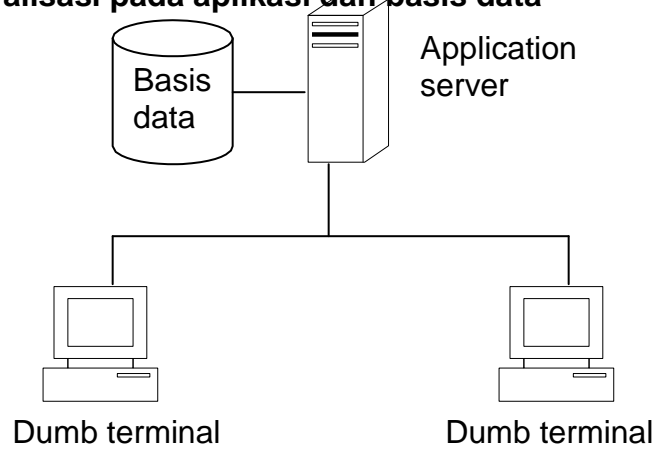 alisasi pada aplikasi dan basis data
Basis
data
Application
server
Dumb terminal
Dumb terminal